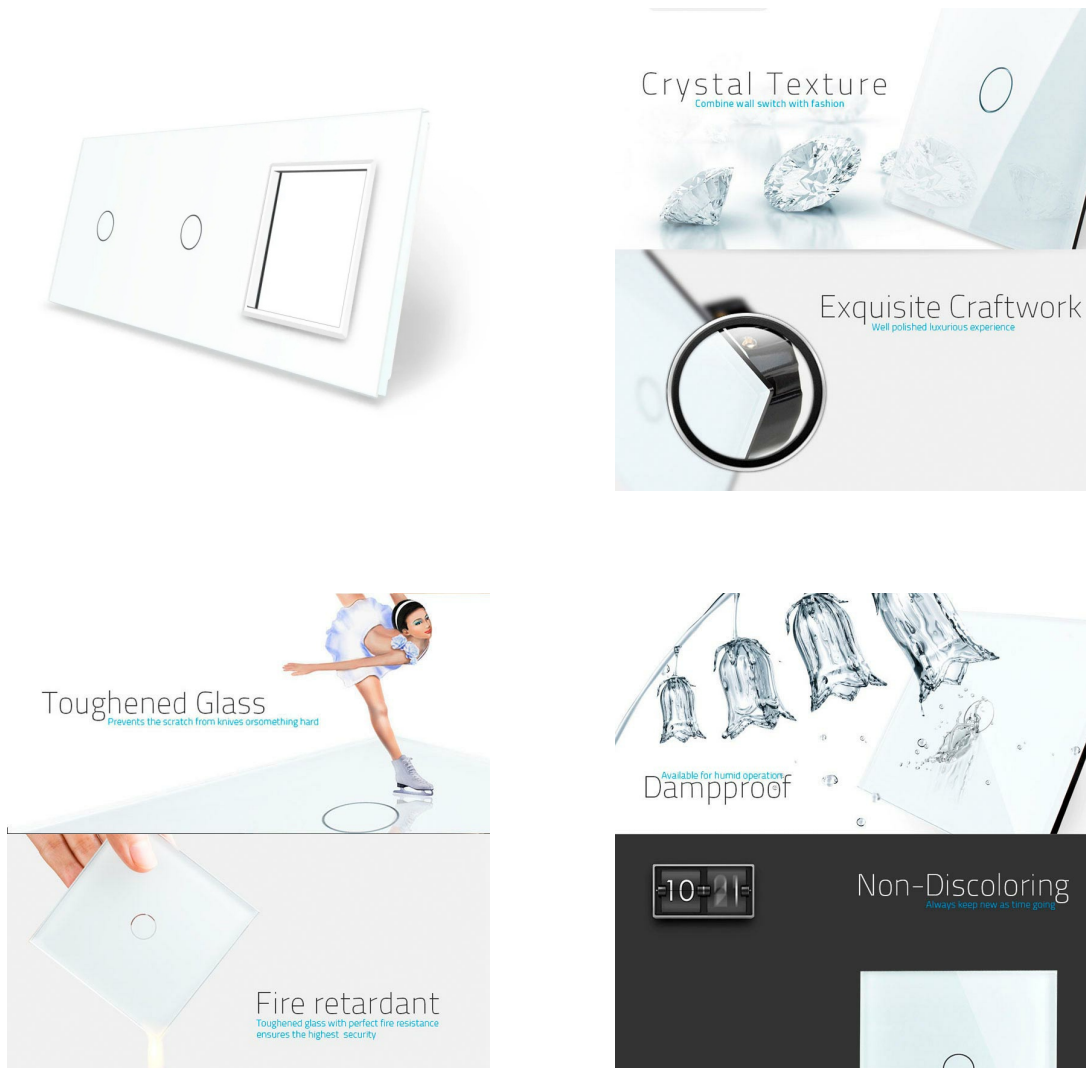 Crystal Texture
Combine wall switch with fashion
Exquisite Craftwork
Well polished luxurious experience
Toughened Glass
Prevents the scratch from knives orsomething hard
Available for humid operation
Dampproof
Fire retardant
Toughened glass with perfect fire resistance
ensures the highest security
10 21
Non-Discoloring
Always keep new as time going